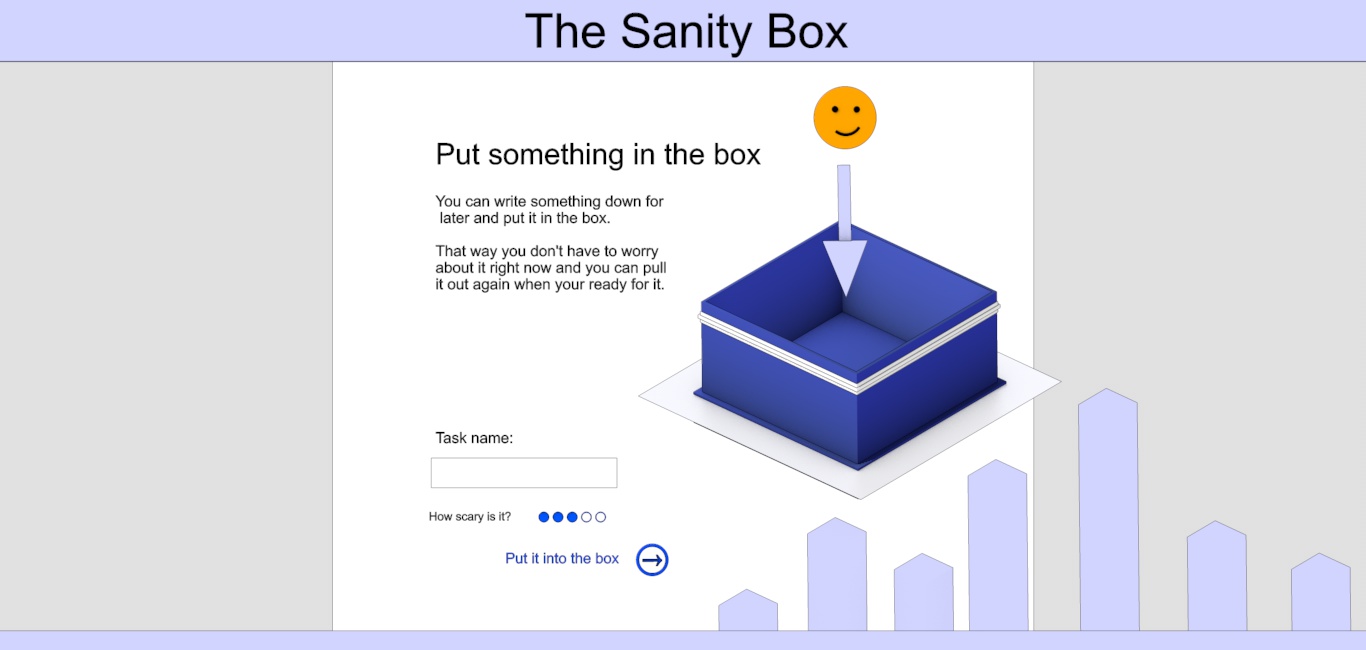 The Sanity Box
Put something in the box
You can write something down for
later and put it in the box.
That way you don't have to worry
about it right now and you can pull
it out again when your ready for it.
Task name:
How scary is it?
Put it into the box